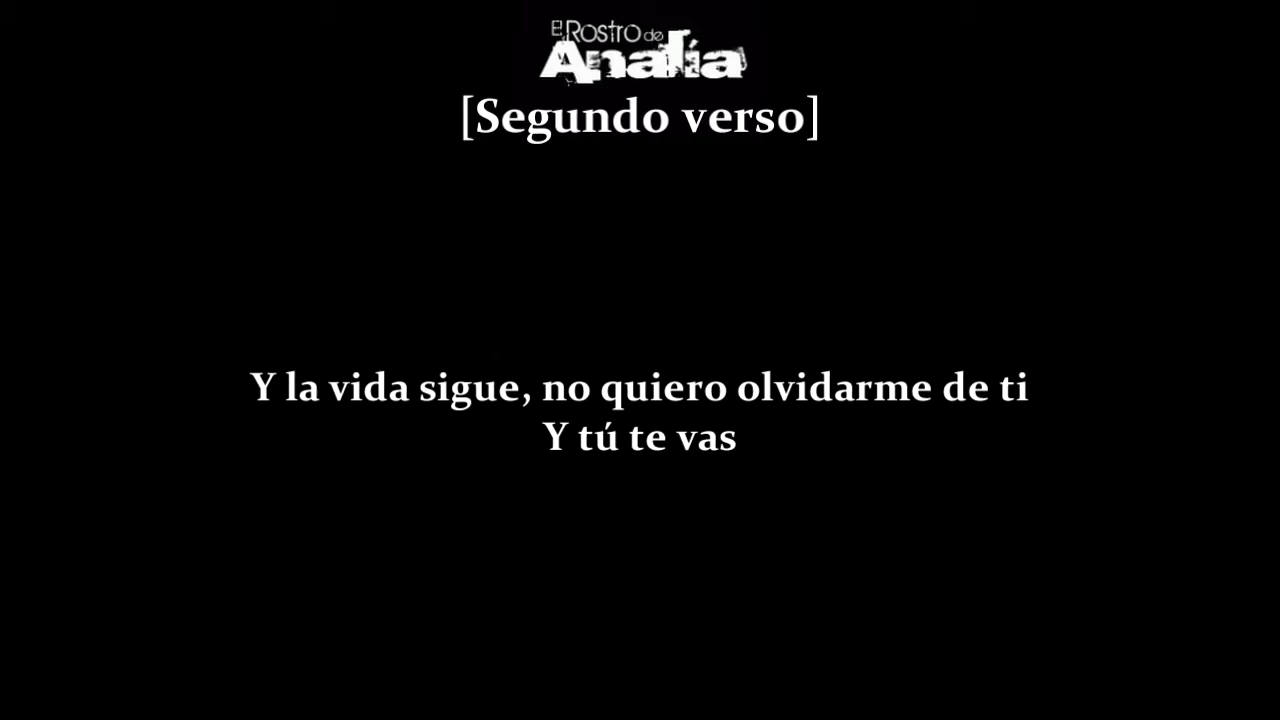 El Rostro de
Analía
[Segundo verso]
Y la vida sigue, no quiero olvidarme de ti
Y tú te vas